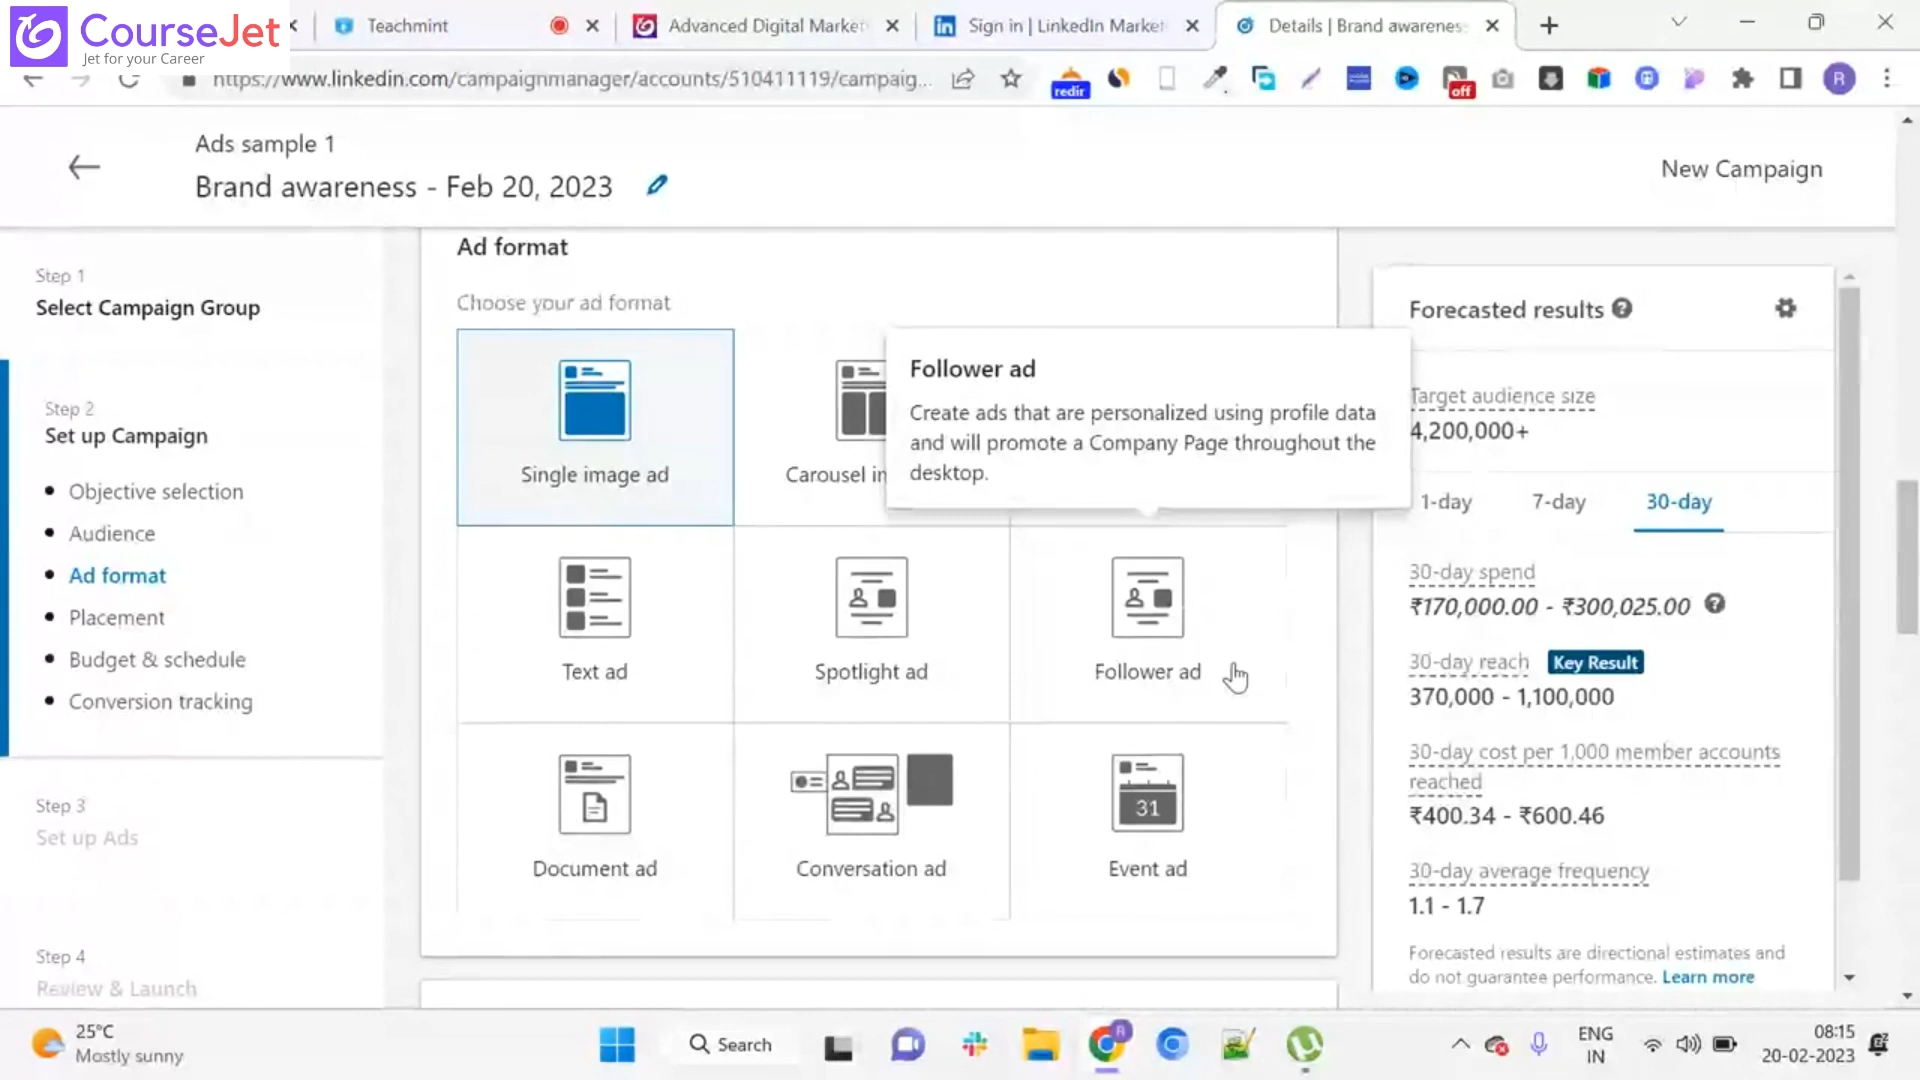 CourseJet
Jet for your Career
Teachmint
Advanced Digital Market
Sign in | LinkedIn Market
Details | Brand awarenes
https://www.linkedin.com/campaignmanager/accounts/510411119/campaig...
redir
off
R
Ads sample 1
Brand awareness - Feb 20, 2023
New Campaign
Step 1
Select Campaign Group
Step 2
Set up Campaign
Objective selection
Audience
Ad format
Placement
Budget & schedule
Conversion tracking
Step 3
Set up Ads
Step 4
Review & Launch
Ad format
Choose your ad format
Single image ad
Carousel in
Follower ad
Create ads that are personalized using profile data
and will promote a Company Page throughout the
desktop.
Text ad
Spotlight ad
Follower ad
31
Document ad
Conversation ad
Event ad
Forecasted results
Target audience size
4,200,000+
1-day
7-day
30-day
30-day spend
₹170,000.00 - ₹300,025.00
30-day reach
Key Result
370,000 - 1,100,000
30-day cost per 1,000 member accounts
reached
₹400.34 - ₹600.46
30-day average frequency
1.1 - 1.7
Forecasted results are directional estimates and
do not guarantee performance. Learn more
25°C
Mostly sunny
Search
R
ENG
IN
08:15
20-02-2023